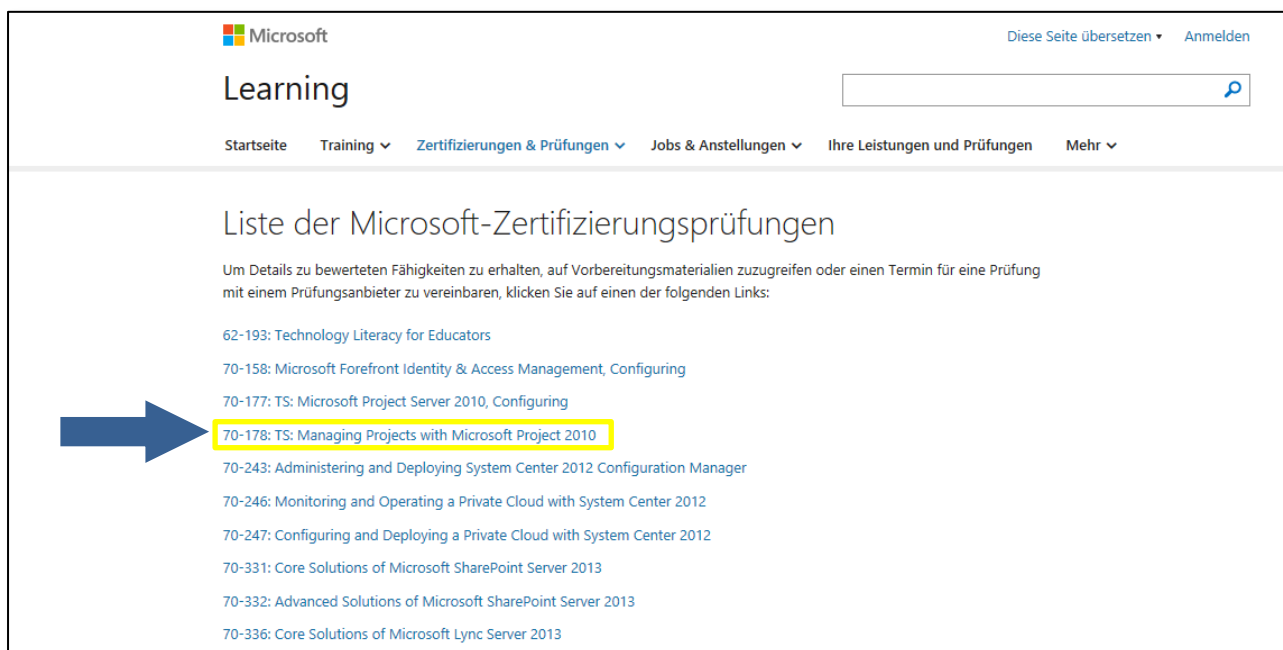 Microsoft
Diese Seite übersetzen Anmelden
Learning
Startseite Training Zertifizierungen & Prüfungen Jobs & Anstellungen Ihre Leistungen und Prüfungen Mehr
Liste der Microsoft-Zertifizierungsprüfungen
Um Details zu bewerteten Fähigkeiten zu erhalten, auf Vorbereitungsmaterialien zuzugreifen oder einen Termin für eine Prüfung
mit einem Prüfungsanbieter zu vereinbaren, klicken Sie auf einen der folgenden Links:
62-193: Technology Literacy for Educators
70-158: Microsoft Forefront Identity & Access Management, Configuring
70-177: TS: Microsoft Project Server 2010, Configuring
70-178: TS: Managing Projects with Microsoft Project 2010
70-243: Administering and Deploying System Center 2012 Configuration Manager
70-246: Monitoring and Operating a Private Cloud with System Center 2012
70-247: Configuring and Deploying a Private Cloud with System Center 2012
70-331: Core Solutions of Microsoft SharePoint Server 2013
70-332: Advanced Solutions of Microsoft SharePoint Server 2013
70-336: Core Solutions of Microsoft Lync Server 2013